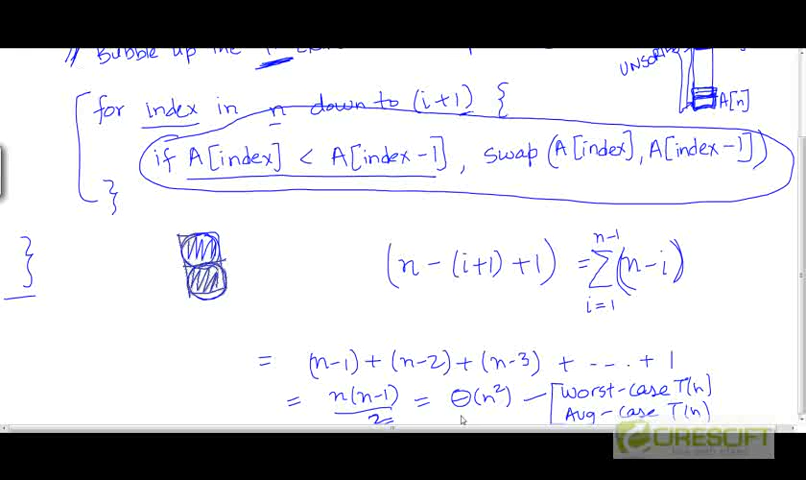 // Bubble up the
UNSORTED
for index in n down to (i+1) {
A[n]
if A[index] < A[index-1], swap (A[index], A[index-1])
}
}
(n - (i+1) + 1) = n-1 ∑ i=1 (n-i)
= (n-1) + (n-2) + (n-3) + - - .. + 1
= n(n-1) / 2 = Θ(n²) - [Worst-case T(n)
Avg-case T(n)
CIRESOFT